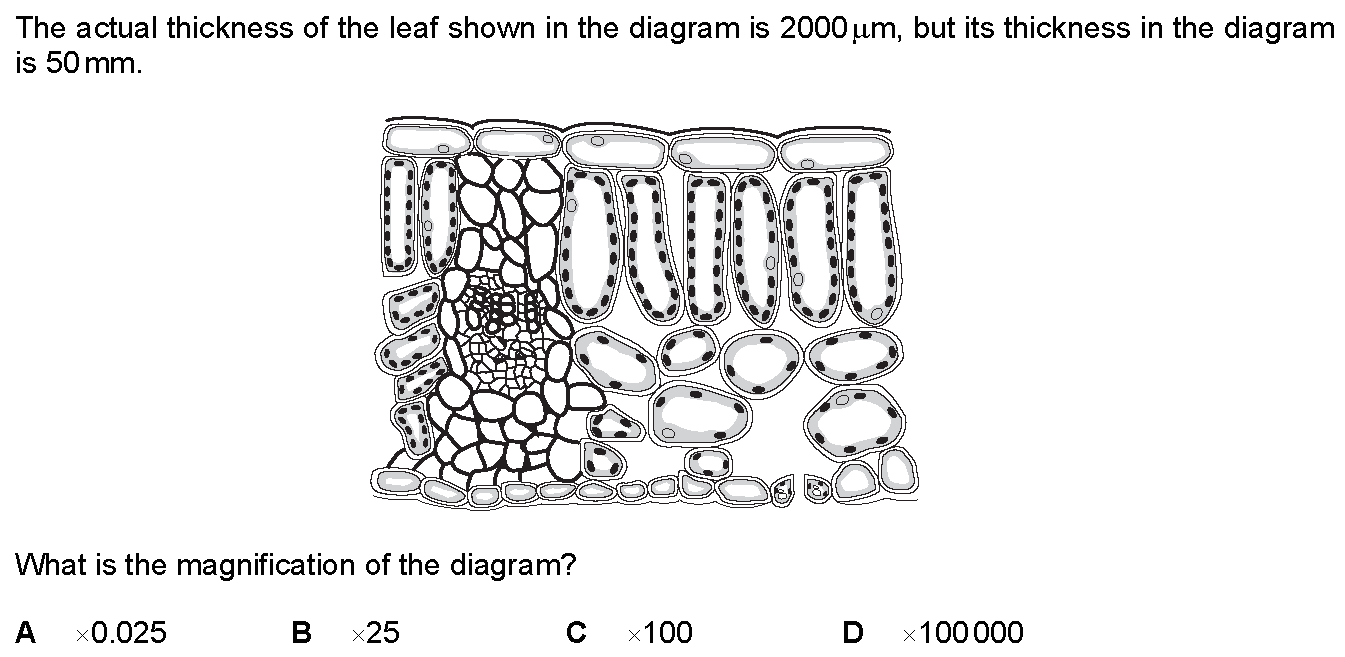 The actual thickness of the leaf shown in the diagram is 2000 μm, but its thickness in the diagram
is 50 mm.
What is the magnification of the diagram?
A ×0.025 B ×25 C ×100 D ×100 000